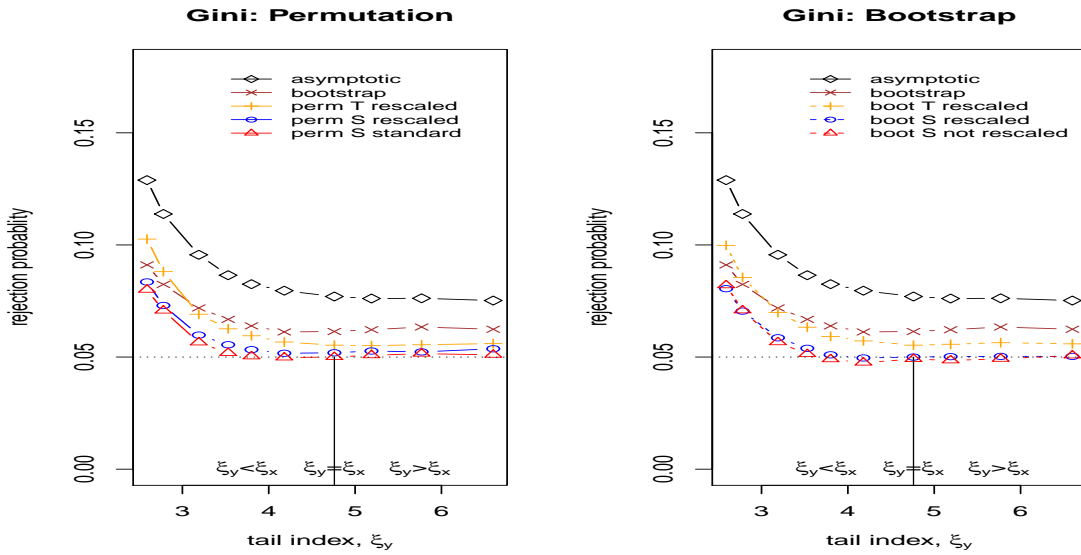 Gini: Permutation
asymptotic
bootstrap
perm T rescaled
perm S rescaled
perm S standard
rejection probablity
0.15
0.10
0.05
0.00
ξy<ξx ξy=ξx ξy>ξx
3 4 5 6
tail index, ξy
Gini: Bootstrap
asymptotic
bootstrap
boot T rescaled
boot S rescaled
boot S not rescaled
rejection probablity
0.15
0.10
0.05
0.00
ξy<ξx ξy=ξx ξy>ξx
3 4 5 6
tail index, ξy